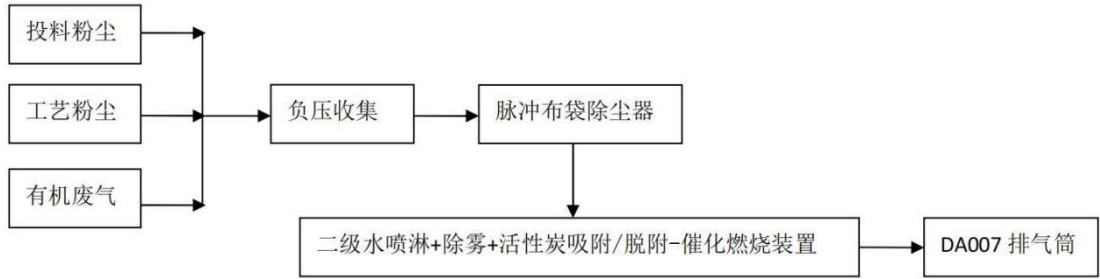 投料粉尘
工艺粉尘
负压收集
脉冲布袋除尘器
有机废气
二级水喷淋+除雾+活性炭吸附/脱附-催化燃烧装置
DA007 排气筒